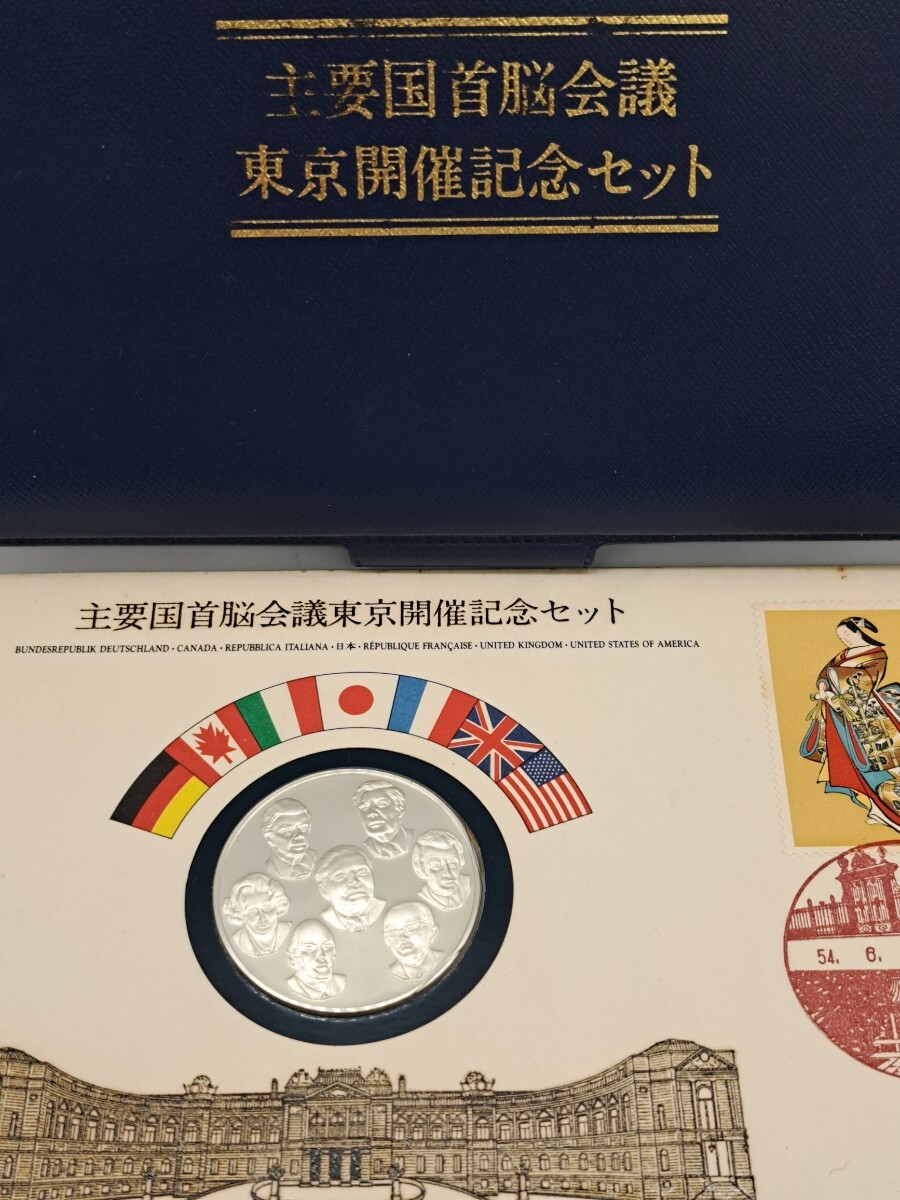 主要国首脳会議
東京開催記念セット
主要国首脳会議東京開催記念セット
BUNDESREPUBLIK DEUTSCHLAND · CANADA · REPUBBLICA ITALIANA · 日本 · RÉPUBLIQUE FRANÇAISE · UNITED KINGDOM · UNITED STATES OF AMERICA
54. 6.